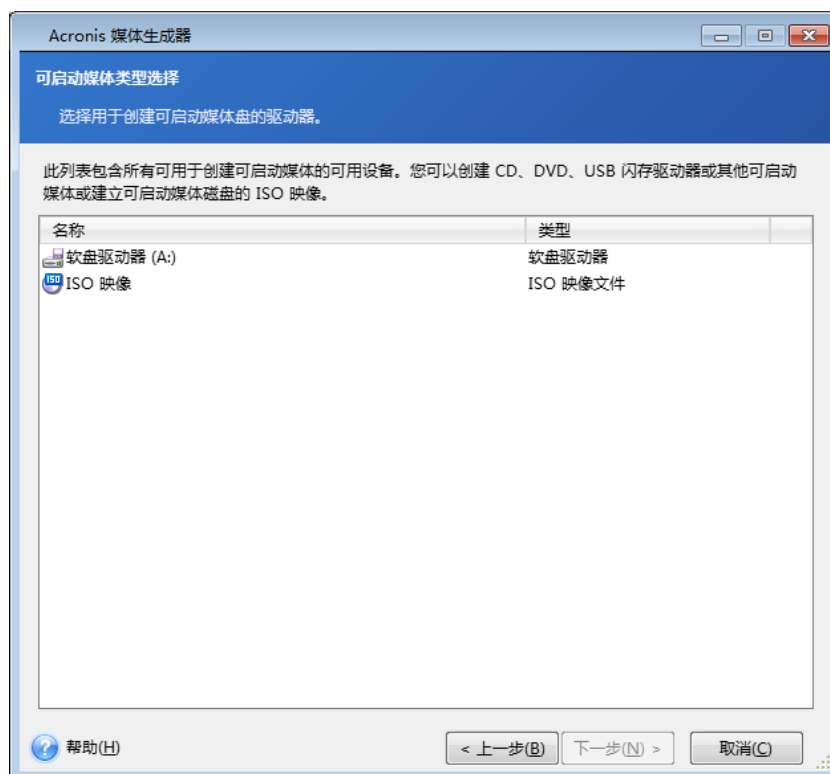 Acronis 媒体生成器
可启动媒体类型选择
选择用于创建可启动媒体盘的驱动器。
此列表包含所有可用于创建可启动媒体的可用设备。您可以创建 CD、DVD、USB 闪存驱动器或其他可启动
媒体或建立可启动媒体磁盘的 ISO 映像。
名称 类型
软盘驱动器 (A:) 软盘驱动器
ISO ISO 映像 ISO 映像文件
帮助(H) < 上一步(B) 下一步(N) > 取消(C)